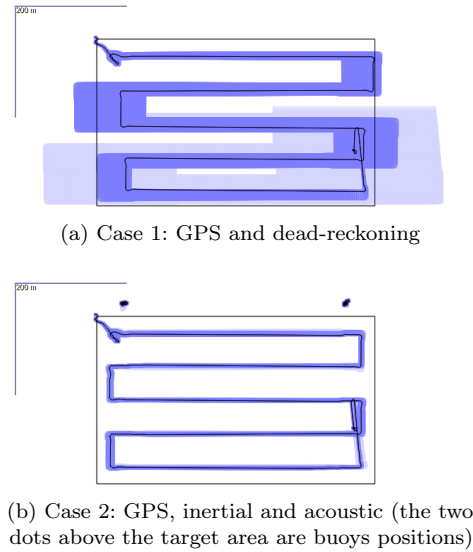 200 m
(a) Case 1: GPS and dead-reckoning
200 m
(b) Case 2: GPS, inertial and acoustic (the two
dots above the target area are buoys positions)